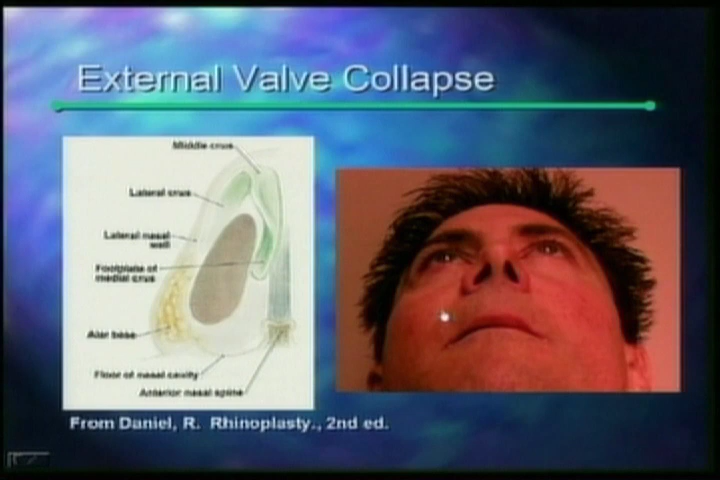 External Valve Collapse
Middle crus
Lateral crus
Lateral nasal
wall
Footplate of
medial crus
Alar base
Floor of nasal cavity
Anterior nasal spine
From Daniel, R. Rhinoplasty., 2nd ed.